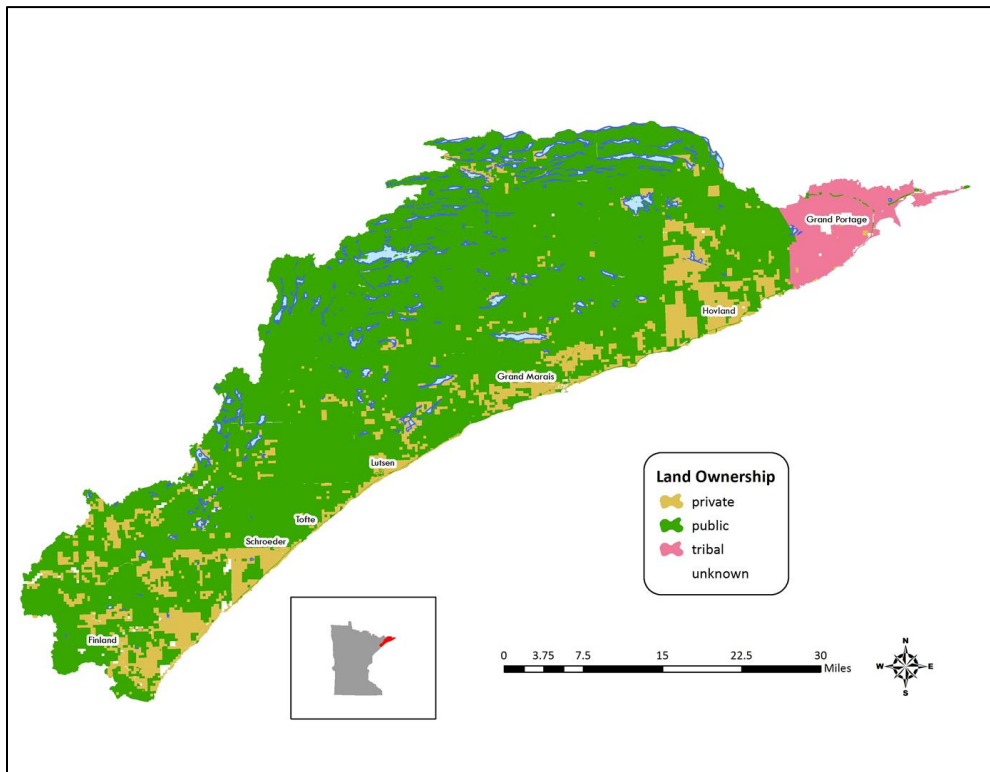 Grand Portage
Hovland
Grand Marais
Lutsen
Tofte
Schroeder
Finland
Land Ownership
private
public
tribal
unknown
0 3.75 7.5 15 22.5 30
Miles
N
W E
S